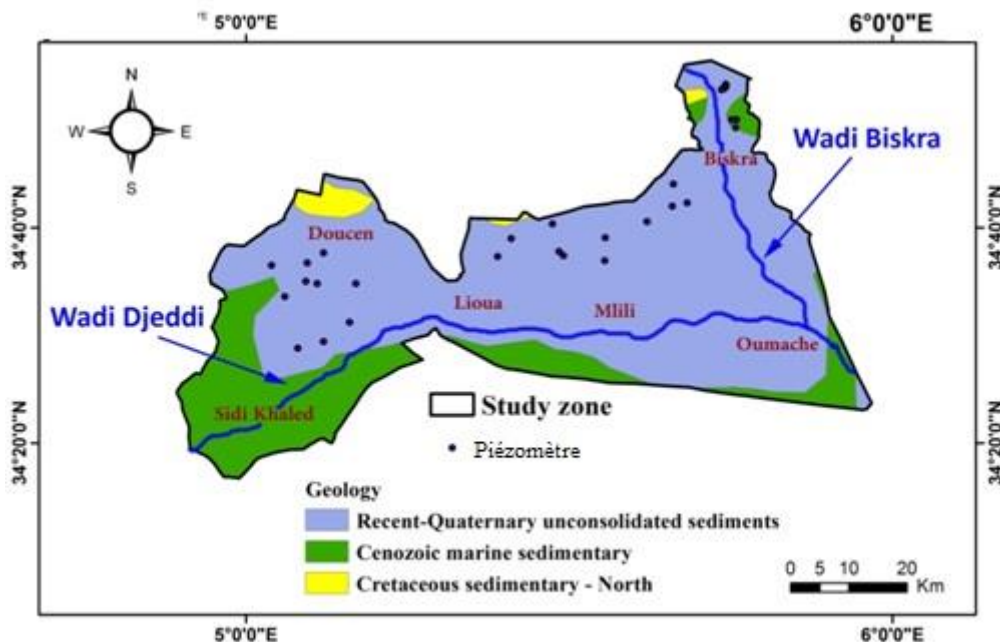 5°0'0"E
6°0'0"E
N
W E
S
Wadi Biskra
Biskra
34°40'0"N
34°40'0"N
Doucen
Wadi Djeddi
Lioua
Mlili
Oumache
Sidi Khaled
Study zone
34°20'0"N
34°20'0"N
Piézomètre
Geology
Recent-Quaternary unconsolidated sediments
Cenozoic marine sedimentary
Cretaceous sedimentary - North
0 5 10 20
Km
5°0'0"E
6°0'0"E